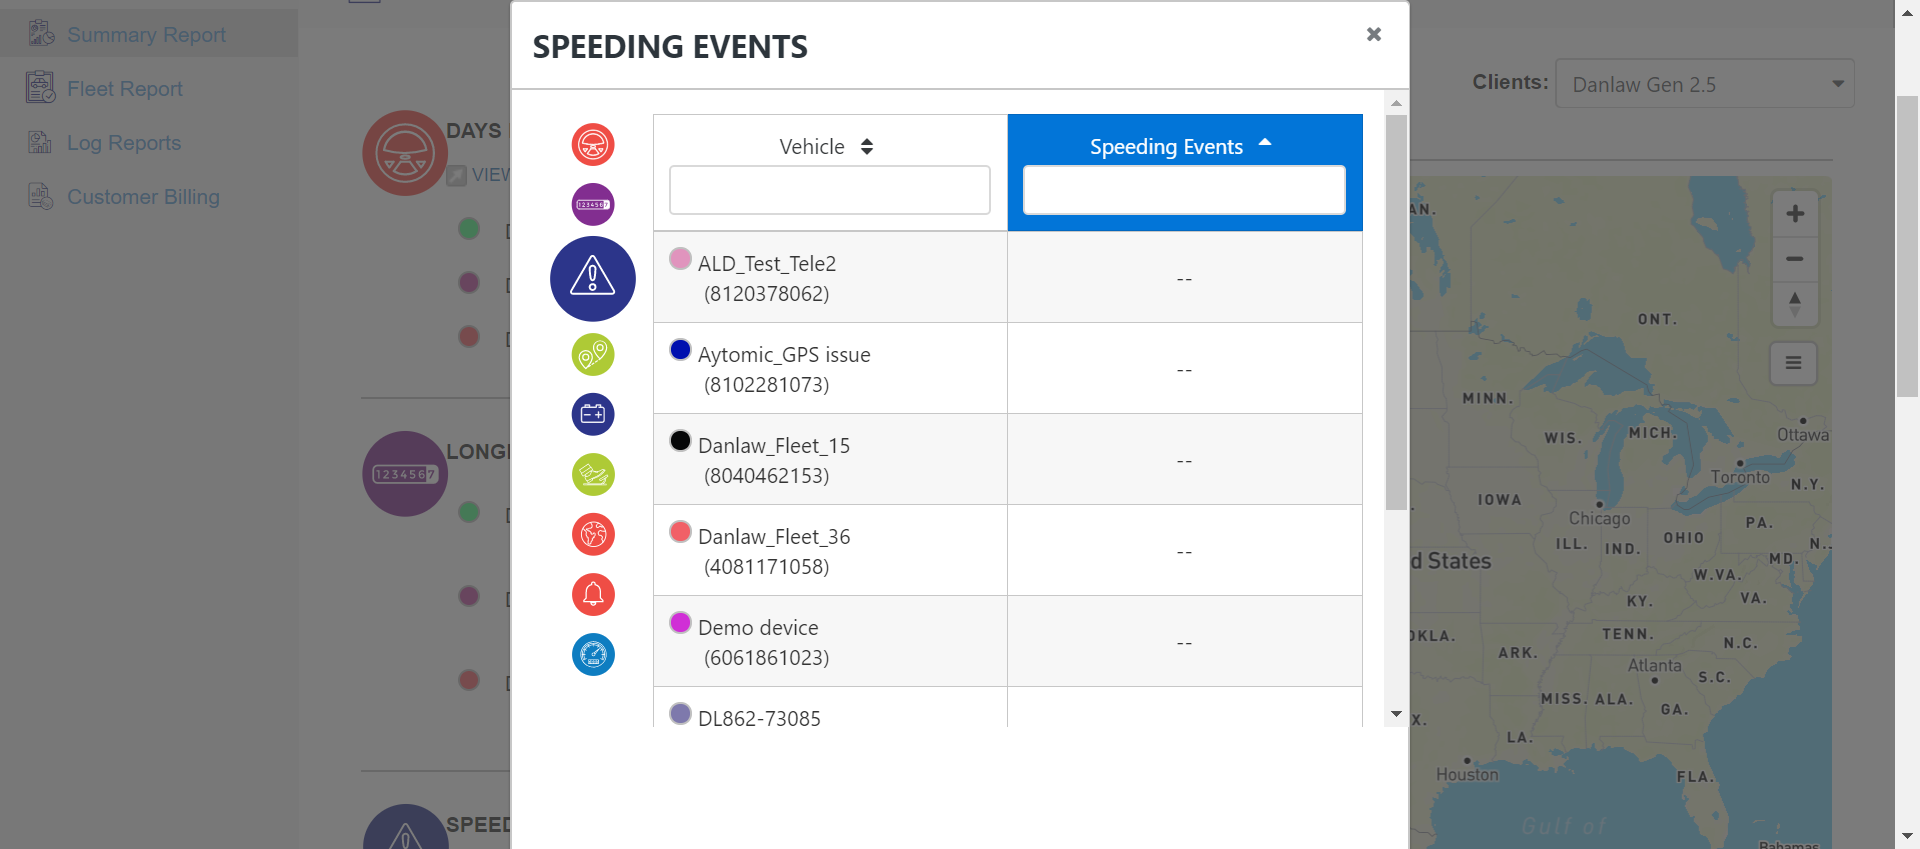 Summary Report
Fleet Report
Log Reports
Customer Billing
DAYS
VIEW
LONG
1234567
SPEED
SPEEDING EVENTS
Clients:
Danlaw Gen 2.5
1234567
Vehicle
Speeding Events
ALD_Test_Tele2
(8120378062)
--
Aytomic_GPS issue
(8102281073)
--
Danlaw_Fleet_15
(8040462153)
--
Danlaw_Fleet_36
(4081171058)
--
Demo device
(6061861023)
--
DL862-73085
AN.
ONT.
MINN.
Ottawa
WIS.
MICH.
Toronto
N.Y.
IOWA
Chicago
PA.
ILL.
IND.
OHIO
MD.
N..
d States
W.VA.
KY.
VA.
OKLA.
TENN.
N.C.
ARK.
Atlanta
S.C.
MISS.
ALA.
GA.
X.
LA.
Houston
FLA.
Gulf of
Bahamas